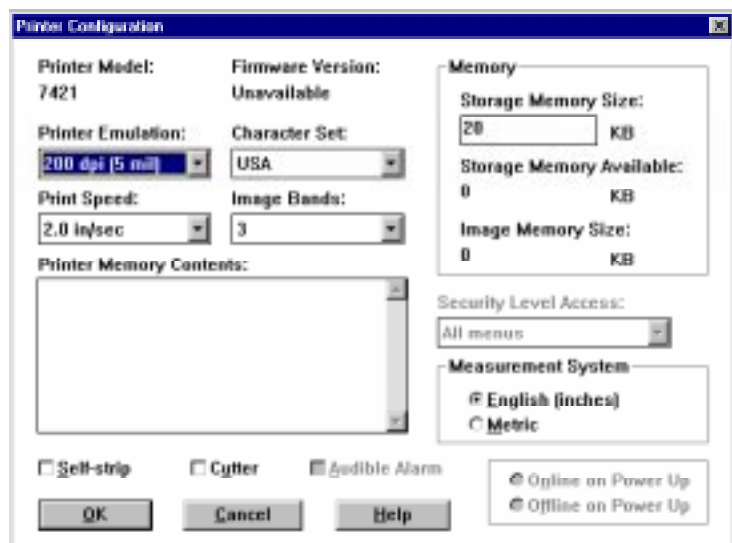 Printer Configuration
Printer Model:
7421
Firmware Version:
Unavailable
Printer Emulation:
200 dpi (5 mil)
Character Set:
USA
Print Speed:
2.0 in/sec
Image Bands:
3
Printer Memory Contents:
Memory
Storage Memory Size:
20 KB
Storage Memory Available:
0 KB
Image Memory Size:
0 KB
Security Level Access:
All menus
Measurement System
English (inches)
Metric
Self-strip
Cutter
Audible Alarm
Online on Power Up
Offline on Power Up
OK
Cancel
Help